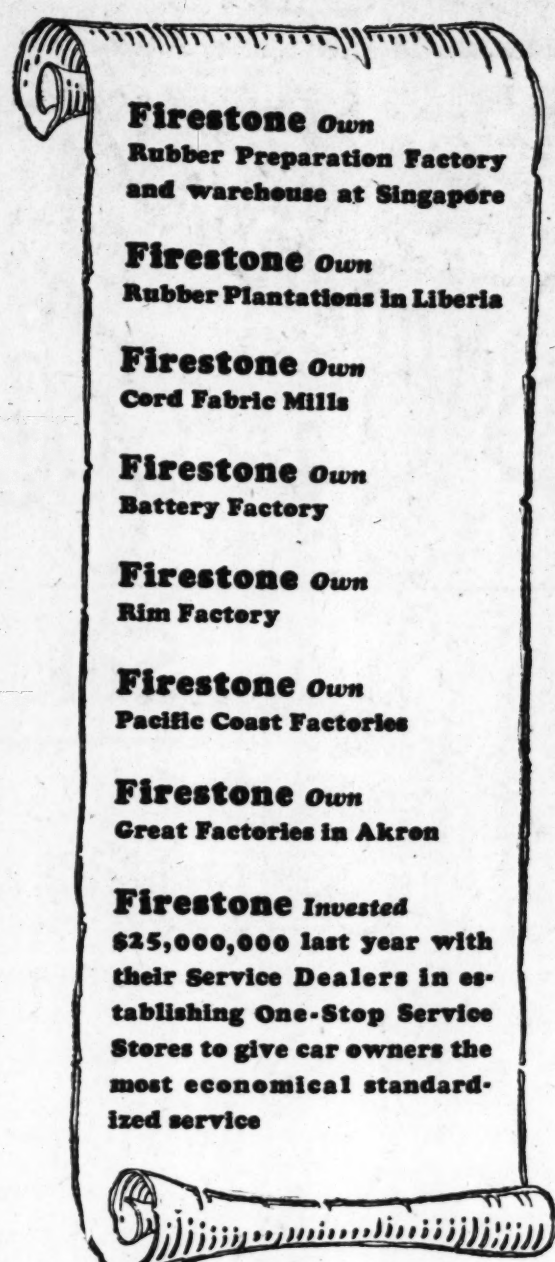 Firestone Own
Rubber Preparation Factory
and warehouse at Singapore
Firestone Own
Rubber Plantations in Liberia
Firestone Own
Cord Fabric Mills
Firestone Own
Battery Factory
Firestone Own
Rim Factory
Firestone Own
Pacific Coast Factories
Firestone Own
Great Factories in Akron
Firestone Invested
$25,000,000 last year with
their Service Dealers in es-
tablishing One-Stop Service
Stores to give car owners the
most economical standard-
ized service